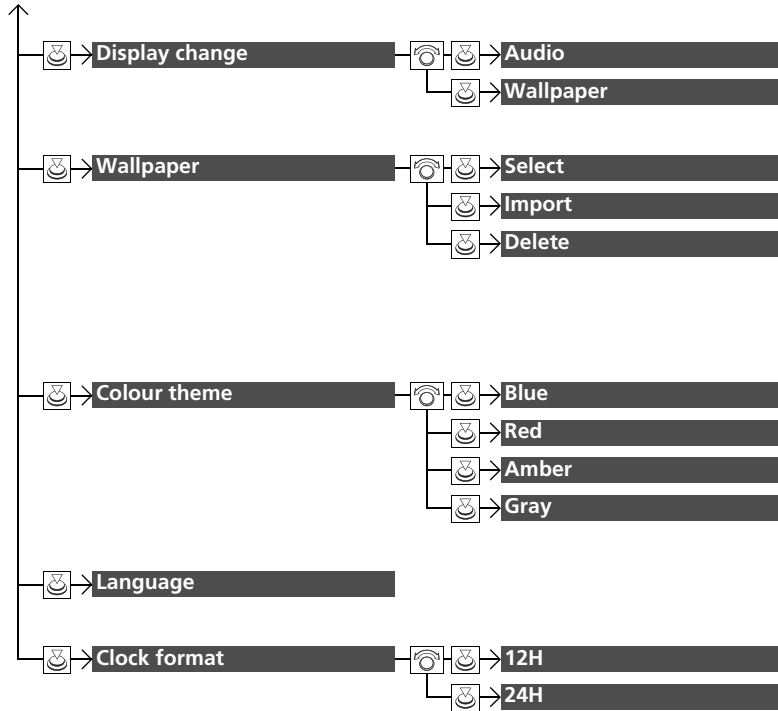 Display change
Audio
Wallpaper
Wallpaper
Select
Import
Delete
Colour theme
Blue
Red
Amber
Gray
Language
Clock format
12H
24H